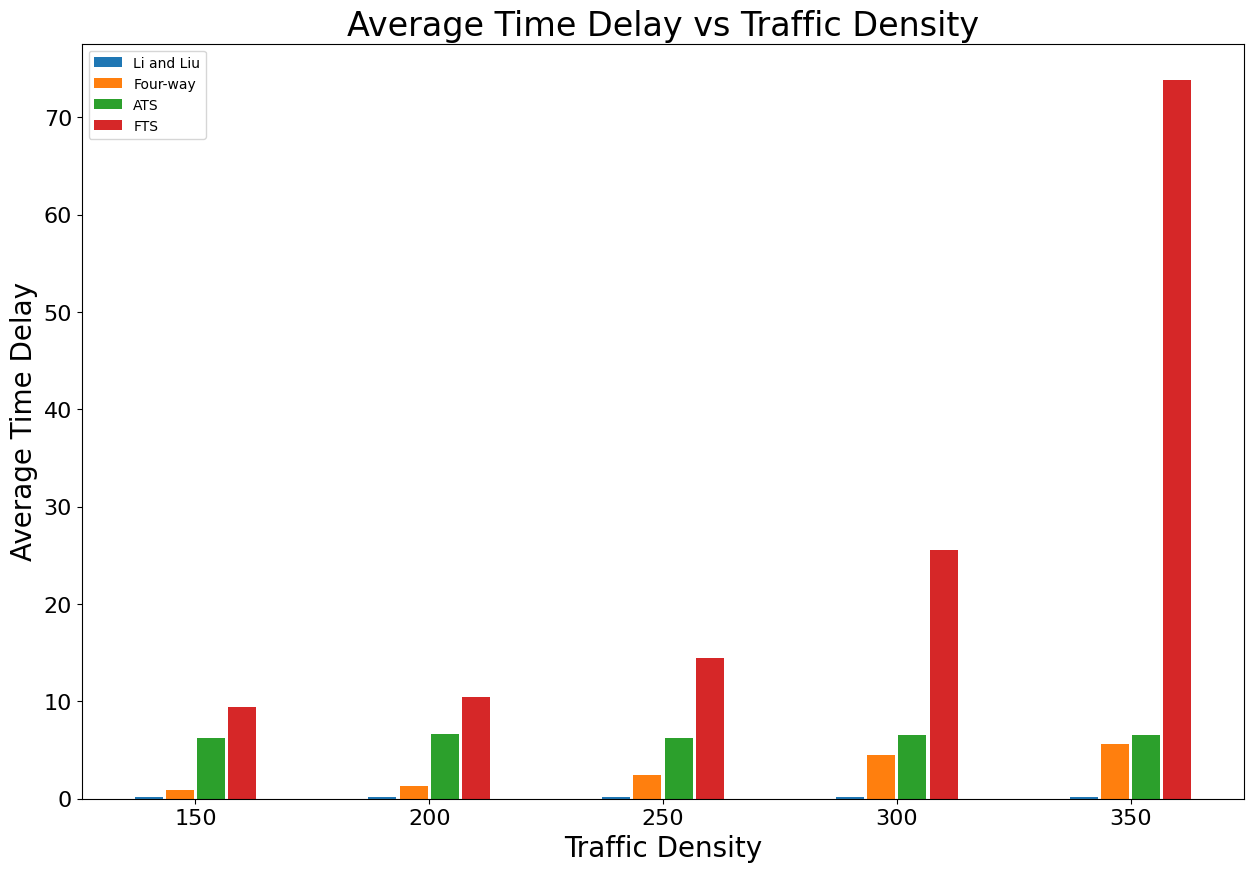 Average Time Delay vs Traffic Density
Li and Liu
Four-way
ATS
FTS
Average Time Delay
70
60
50
40
30
20
10
0
150 200 250 300 350
Traffic Density